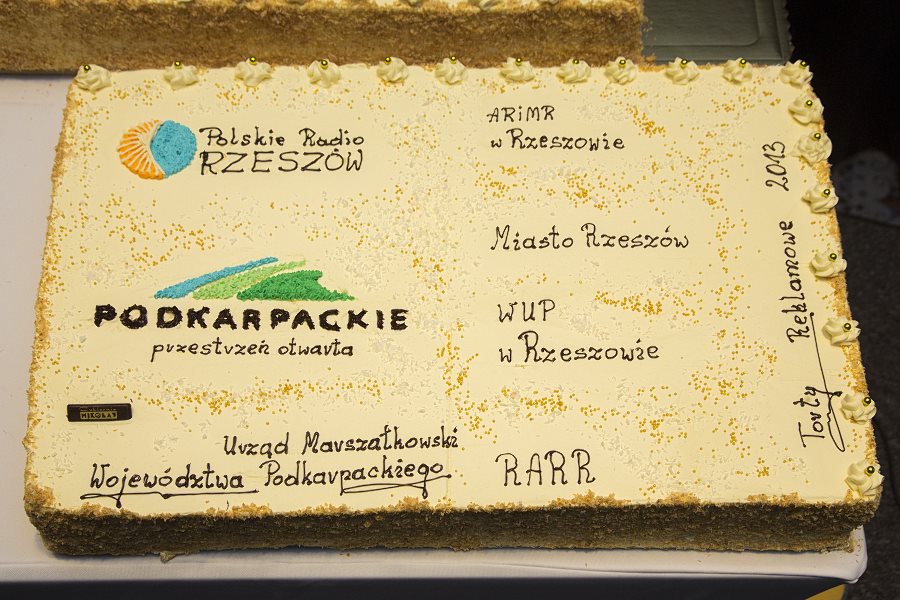 Polskie Radio
RZESZÓW
PODKARPACKIE
przestrzeń otwarta
MIKOŁAJ
Urząd Marszałkowski
Województwa Podkarpackiego
ARiMR
w Rzeszowie
Miasto Rzeszów
WUP
w Rzeszowie
RARR
Torty Reklamowe 2013